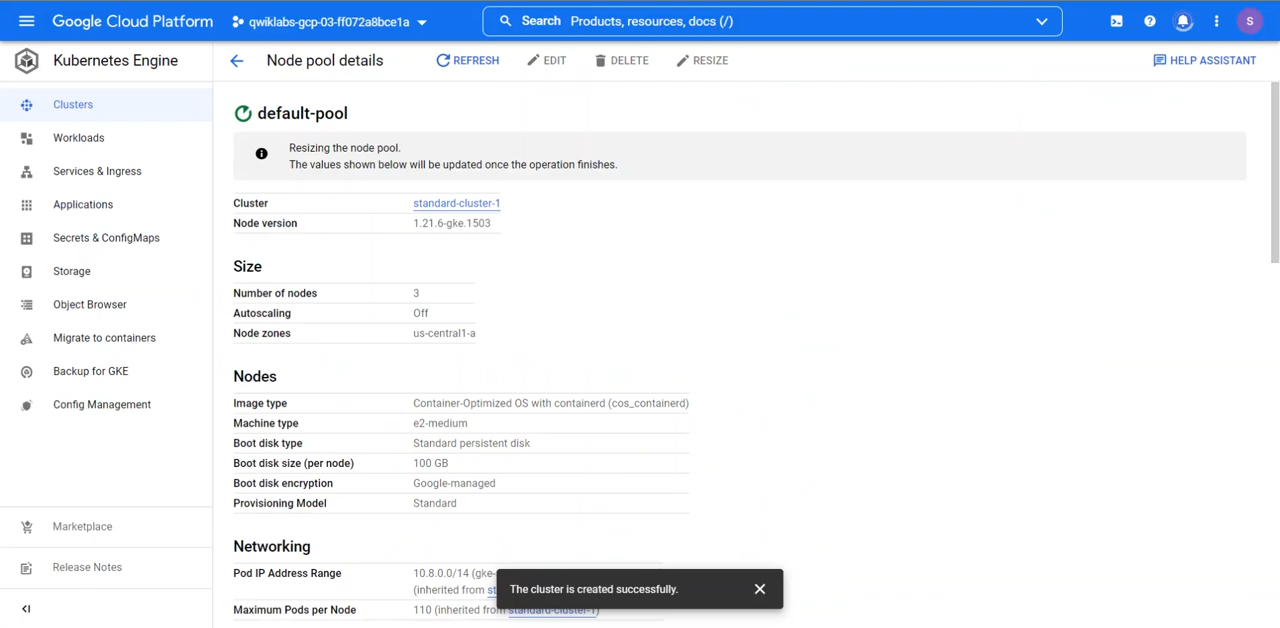 Google Cloud Platform
qwiklabs-gcp-03-ff072a8bce1a
Search Products, resources, docs (/)
S
Kubernetes Engine
Node pool details
REFRESH
EDIT
DELETE
RESIZE
HELP ASSISTANT
Clusters
Workloads
Services & Ingress
Applications
Secrets & ConfigMaps
Storage
Object Browser
Migrate to containers
Backup for GKE
Config Management
Marketplace
Release Notes
default-pool
Resizing the node pool.
The values shown below will be updated once the operation finishes.
Cluster standard-cluster-1
Node version 1.21.6-gke.1503
Size
Number of nodes 3
Autoscaling Off
Node zones us-central1-a
Nodes
Image type Container-Optimized OS with containerd (cos_containerd)
Machine type e2-medium
Boot disk type Standard persistent disk
Boot disk size (per node) 100 GB
Boot disk encryption Google-managed
Provisioning Model Standard
Networking
Pod IP Address Range 10.8.0.0/14 (gke-
(inherited from st
Maximum Pods per Node 110 (inherited from standard-cluster-1)
The cluster is created successfully.